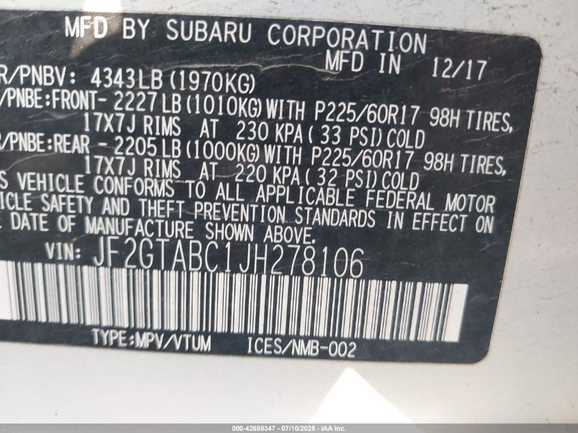 MFD BY SUBARU CORPORATION
MFD IN 12/17
R/PNBV: 4343LB (1970KG)
/PNBE:FRONT- 2227 LB (1010KG) WITH P225/60R17 98H TIRES,
17X7J RIMS AT 230 KPA ( 33 PSI) COLD
/PNBE:REAR - 2205 LB (1000KG) WITH P225/60R17 98H TIRES,
17X7J RIMS AT 220 KPA ( 32 PSI) COLD
S VEHICLE CONFORMS TO ALL APPLICABLE FEDERAL MOTOR
ICLE SAFETY AND THEFT PREVENTION STANDARDS IN EFFECT ON
DATE OF MANUFACTURE SHOWN ABOVE.
VIN: JF2GTABC1JH278106
TYPE:MPV/VTUM ICES/NMB-002